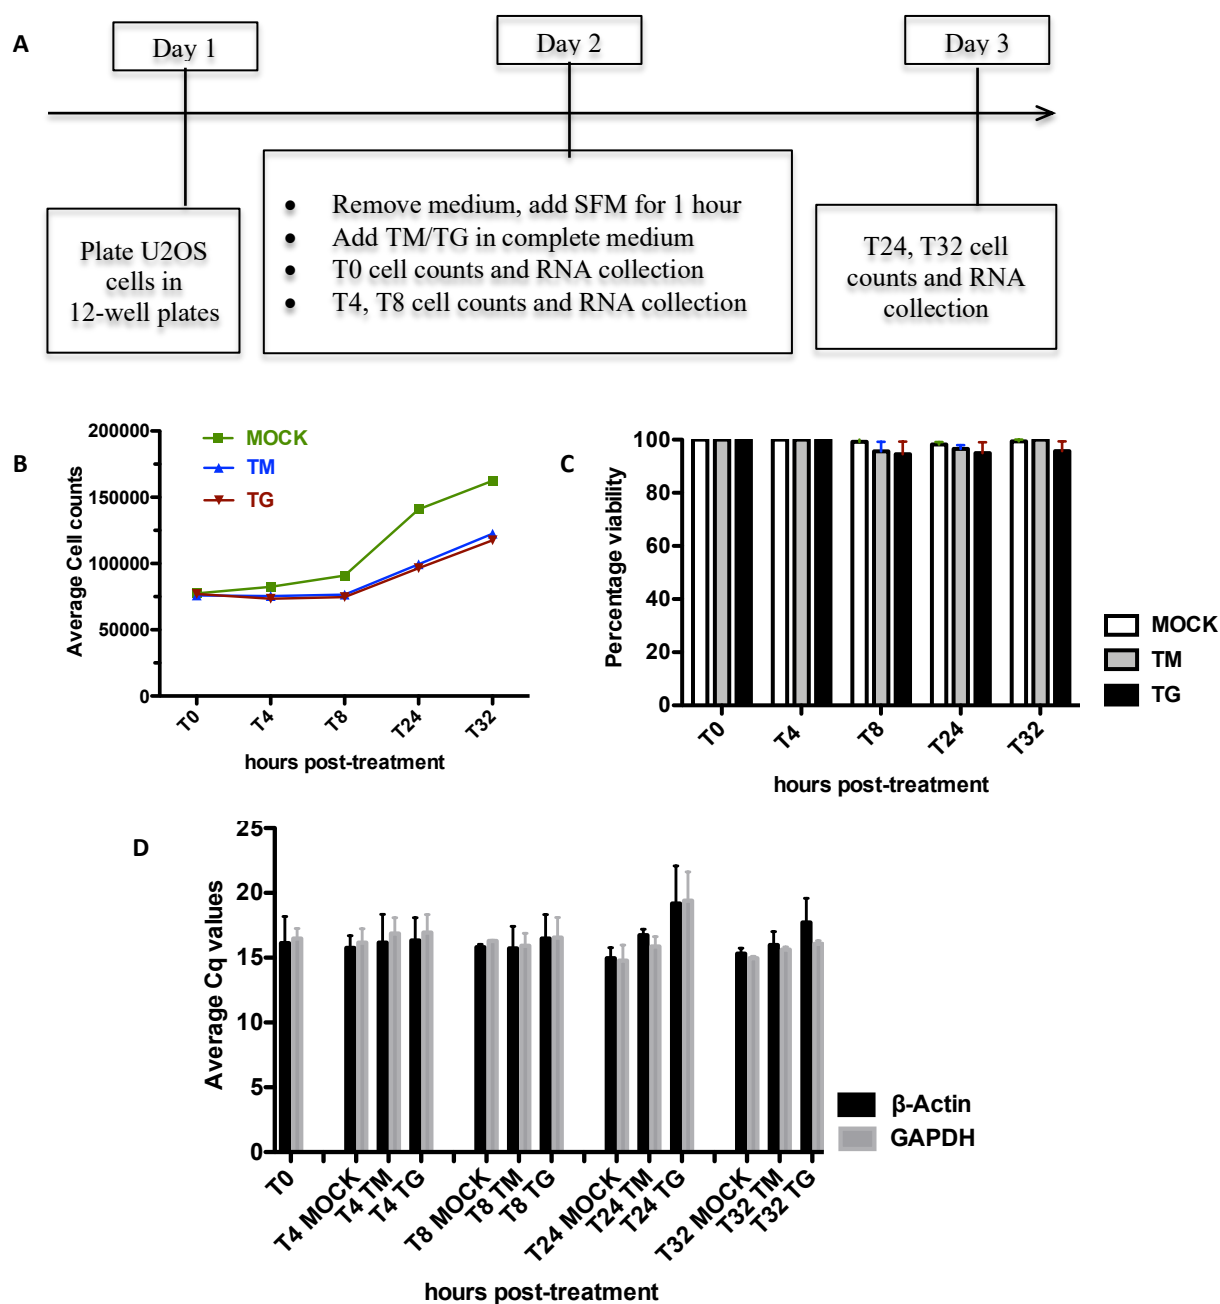 A
Day 1
Day 2
Day 3
Plate U2OS
cells in
12-well plates
• Remove medium, add SFM for 1 hour
• Add TM/TG in complete medium
• T0 cell counts and RNA collection
• T4, T8 cell counts and RNA collection
T24, T32 cell
counts and RNA
collection
B
Average Cell counts
200000
150000
100000
50000
0
MOCK
TM
TG
T0
T4
T8
T24
T32
hours post-treatment
C
Percentage viability
100
80
60
40
20
0
T0
T4
T8
T24
T32
hours post-treatment
MOCK
TM
TG
D
Average Cq values
25
20
15
10
5
0
T0
T4 MOCK
T4 TM
T4 TG
T8 MOCK
T8 TM
T8 TG
T24 MOCK
T24 TM
T24 TG
T32 MOCK
T32 TM
T32 TG
hours post-treatment
β-Actin
GAPDH